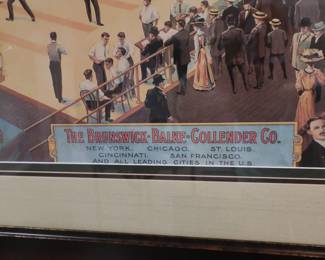 THE BRUNSWICK-BALKE-COLLENDER CO.
NEW YORK. CHICAGO. ST. LOUIS.
CINCINNATI. SAN FRANCISCO.
AND ALL LEADING CITIES IN THE U.S.